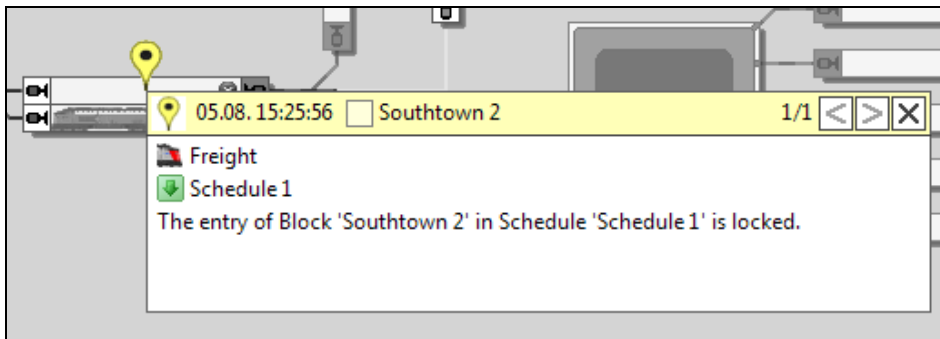 05.08. 15:25:56 Southtown 2 1/1 < >
Freight
Schedule 1
The entry of Block 'Southtown 2' in Schedule 'Schedule 1' is locked.